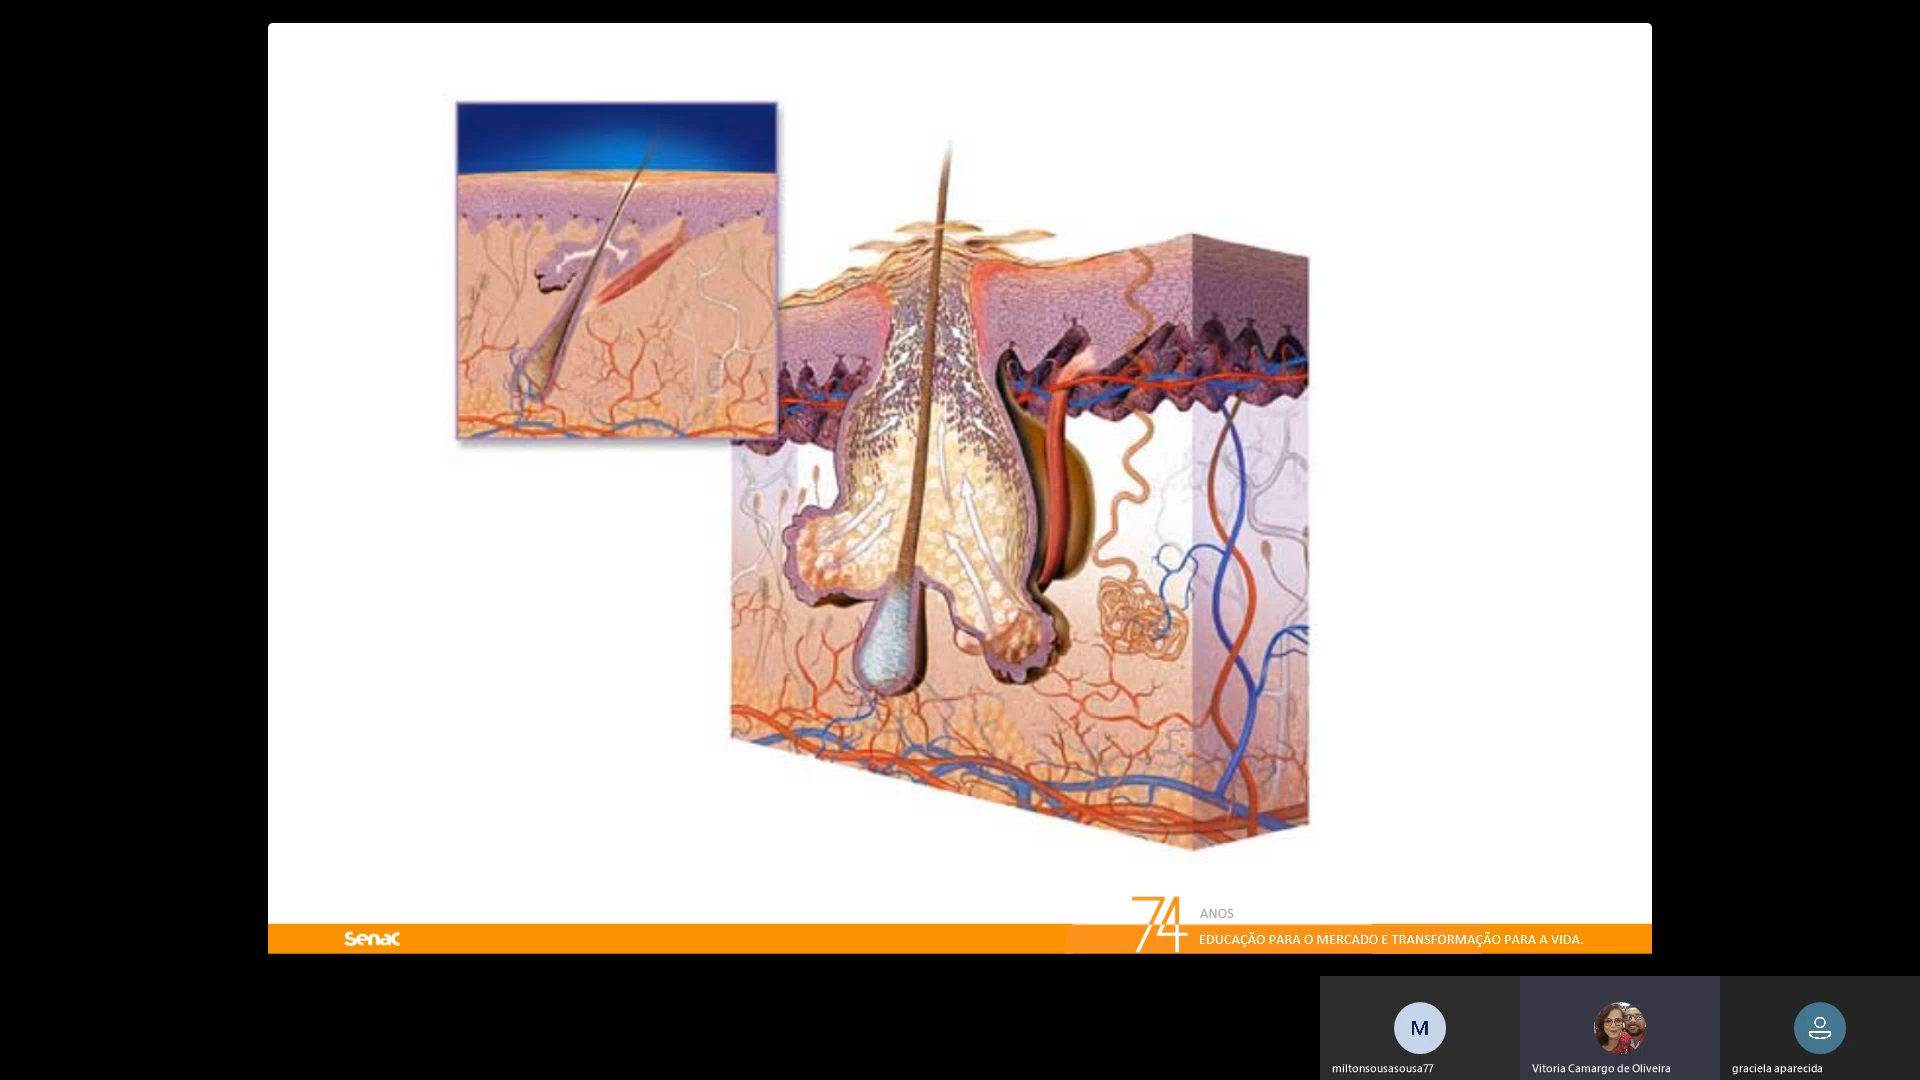 74
ANOS
Senac
EDUCAÇÃO PARA O MERCADO E TRANSFORMAÇÃO PARA A VIDA.
M
miltonsousasousa77
Vitoria Camargo de Oliveira
graciela aparecida